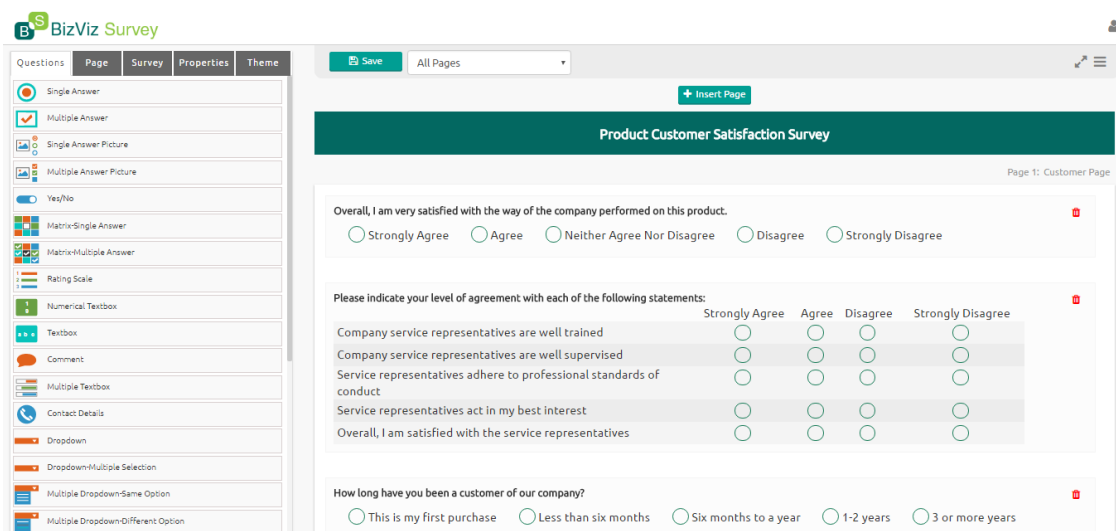 BS BizViz Survey
Questions Page Survey Properties Theme
Single Answer
Multiple Answer
Single Answer Picture
Multiple Answer Picture
Yes/No
Matrix-Single Answer
Matrix-Multiple Answer
Rating Scale
Numerical Textbox
Textbox
Comment
Multiple Textbox
Contact Details
Dropdown
Dropdown-Multiple Selection
Multiple Dropdown-Same Option
Multiple Dropdown-Different Option
Save All Pages
+ Insert Page
Product Customer Satisfaction Survey
Page 1: Customer Page
Overall, I am very satisfied with the way of the company performed on this product.
Strongly Agree Agree Neither Agree Nor Disagree Disagree Strongly Disagree
Please indicate your level of agreement with each of the following statements:
Strongly Agree Agree Disagree Strongly Disagree
Company service representatives are well trained
Company service representatives are well supervised
Service representatives adhere to professional standards of
conduct
Service representatives act in my best interest
Overall, I am satisfied with the service representatives
How long have you been a customer of our company?
This is my first purchase Less than six months Six months to a year 1-2 years 3 or more years